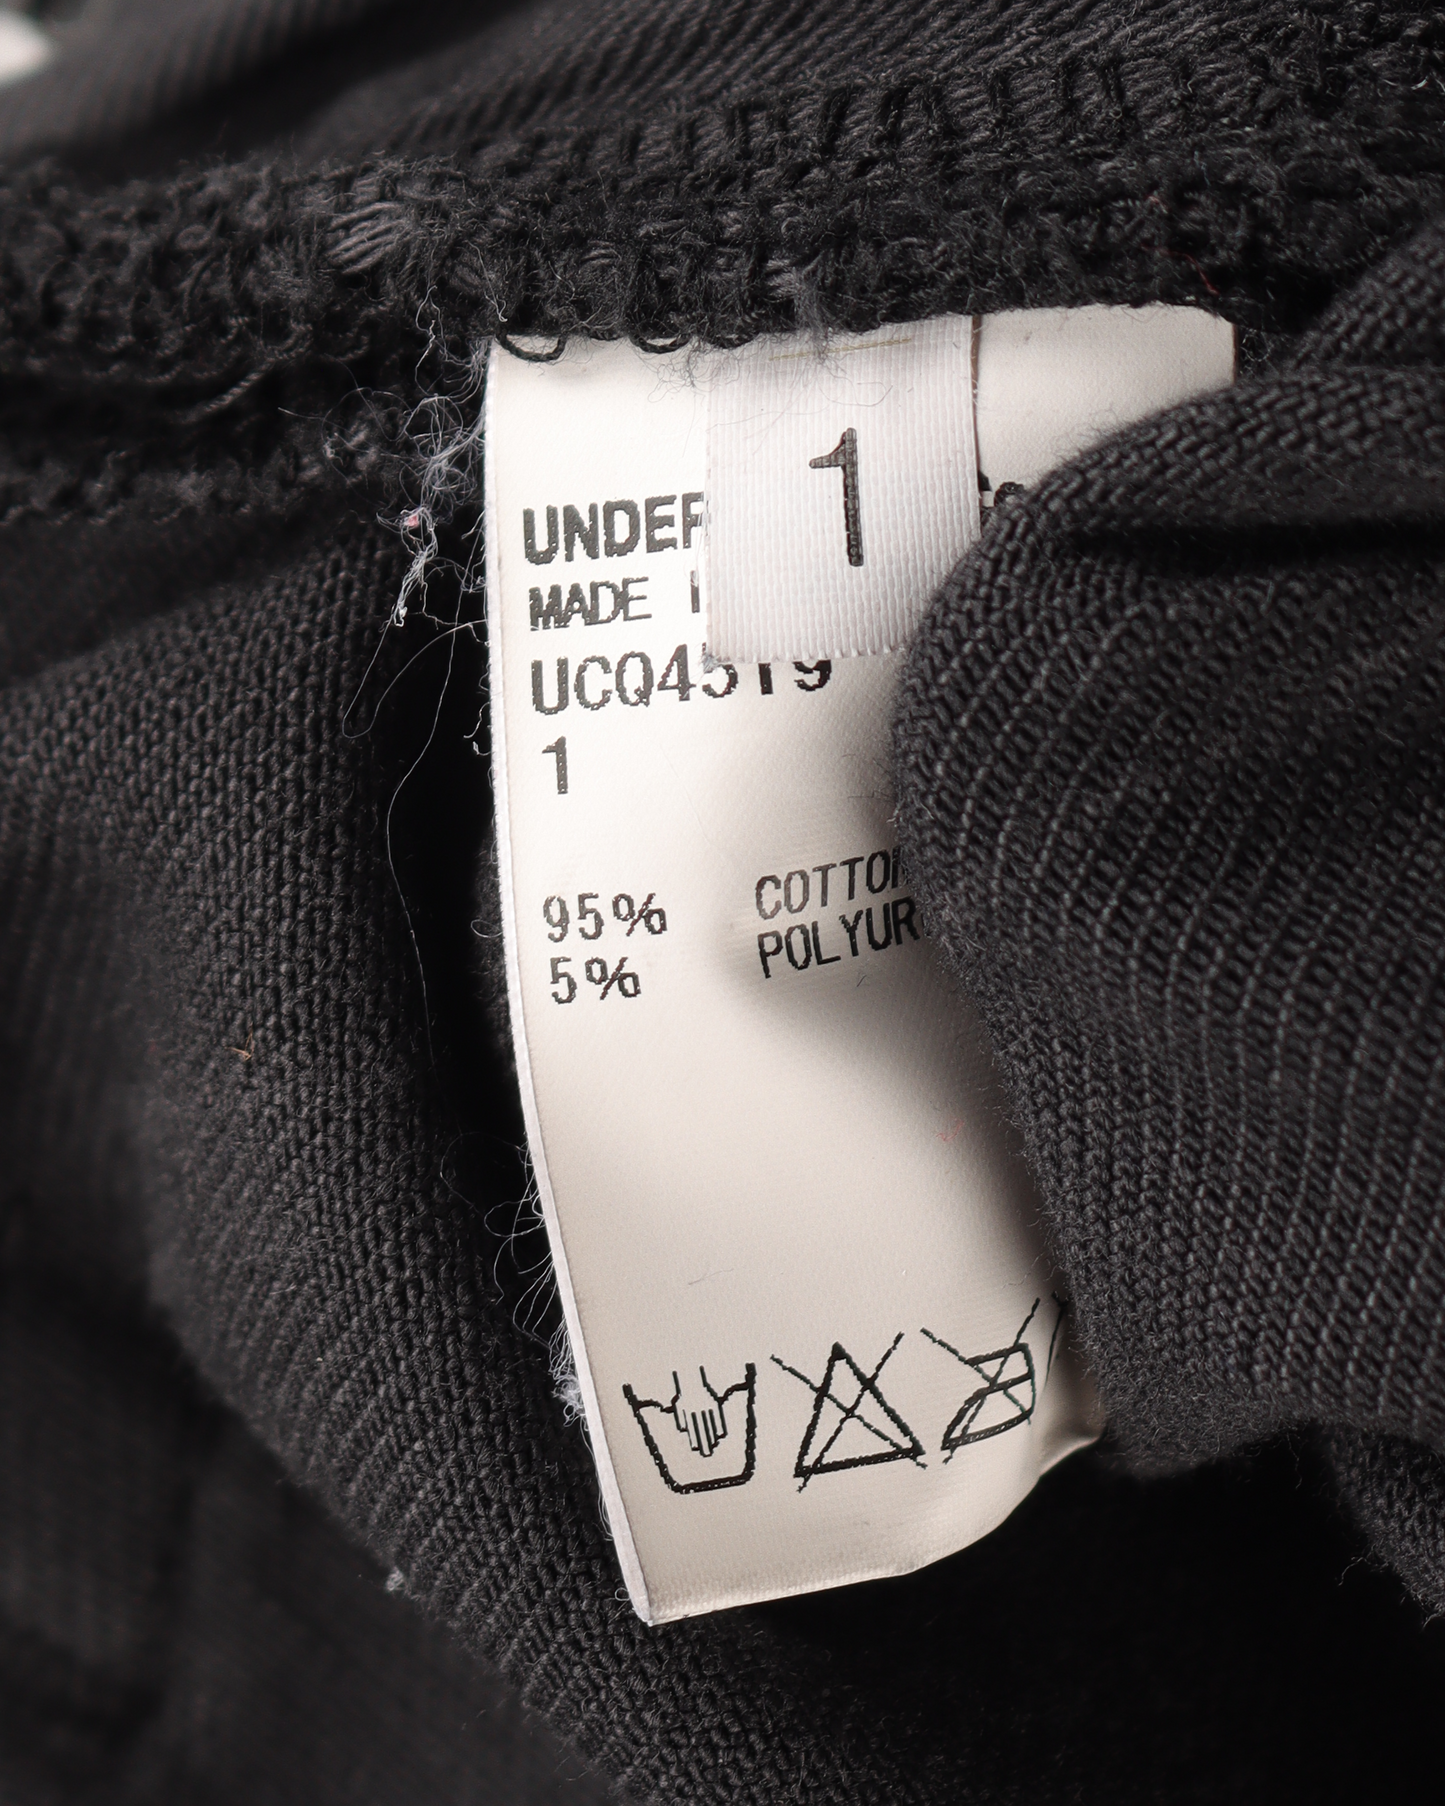 1
UNDER
MADE
UCQ4519
1
95% COTTON
5% POLYUR